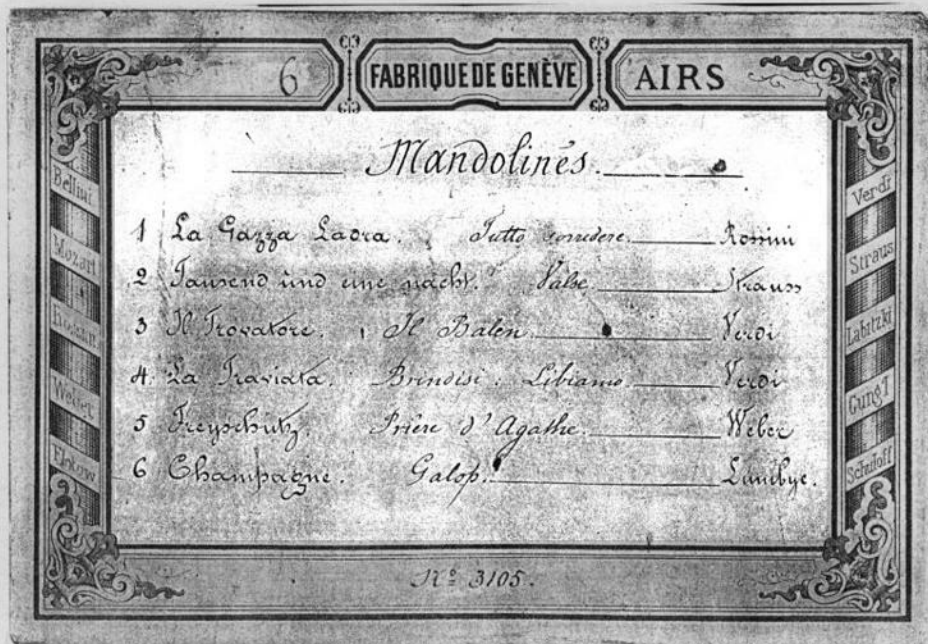 6 FABRIQUE DE GENÈVE AIRS
Mandolines.
1 La Gazza Ladra. Tutto sorridere Rossini
2 Tausend und eine nacht. Valse Strauss
3 Il Trovatore. Il Balen Verdi
4. La Traviata. Brindisi: Libiamo Verdi
5 Freyschütz. Prière d'Agathe. Weber
6 Champagne. Galop. Lumbye.
Bellini
Mozart
Weber
Flotow
Verdi
Straus
Labitzki
Gung'l
Schulhoff
Nº 3105.